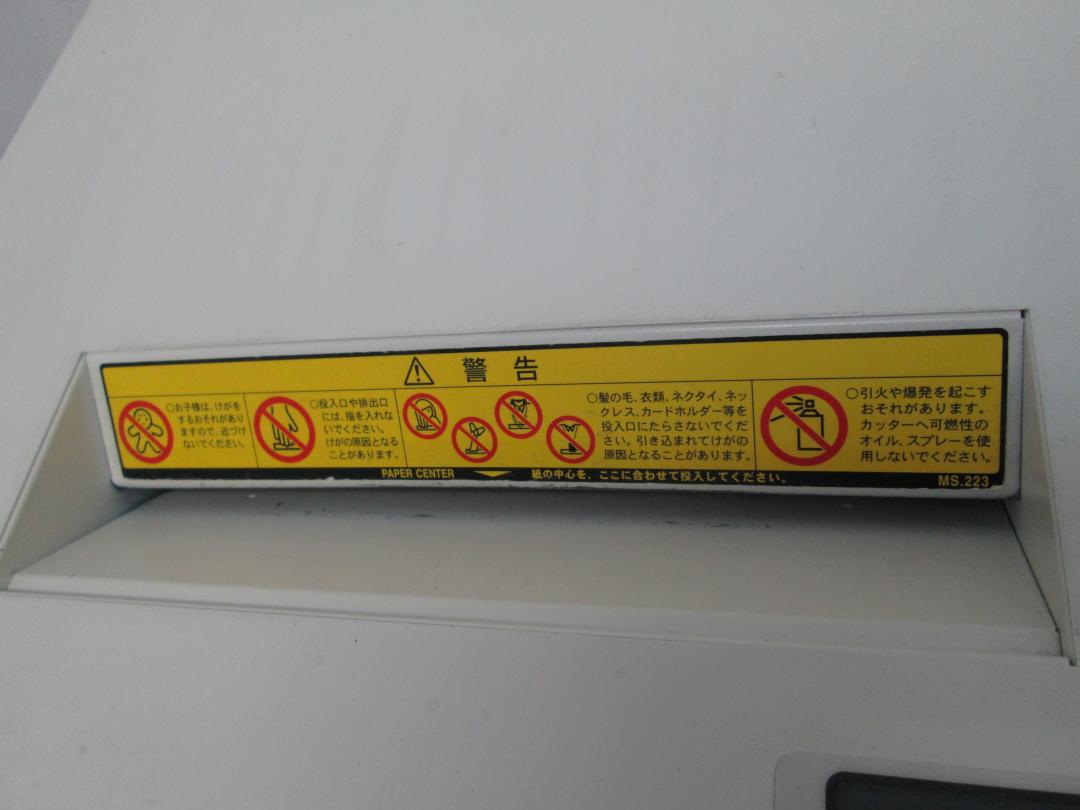 警告
○お子様は、けがを
するおそれがあり
ますので、近づけ
ないでください。
○投入口や排出口
には、指を入れな
いでください。
けがの原因となる
ことがあります。
○髪の毛、衣類、ネクタイ、ネッ
クレス、カードホルダー等を
投入口にたらさないでくだ
さい。引き込まれてけがの
原因となることがあります。
○引火や爆発を起こす
おそれがあります。
カッターへ可燃性の
オイル、スプレーを使
用しないでください。
PAPER CENTER 紙の中心を、ここに合わせて投入してください。
MS.223